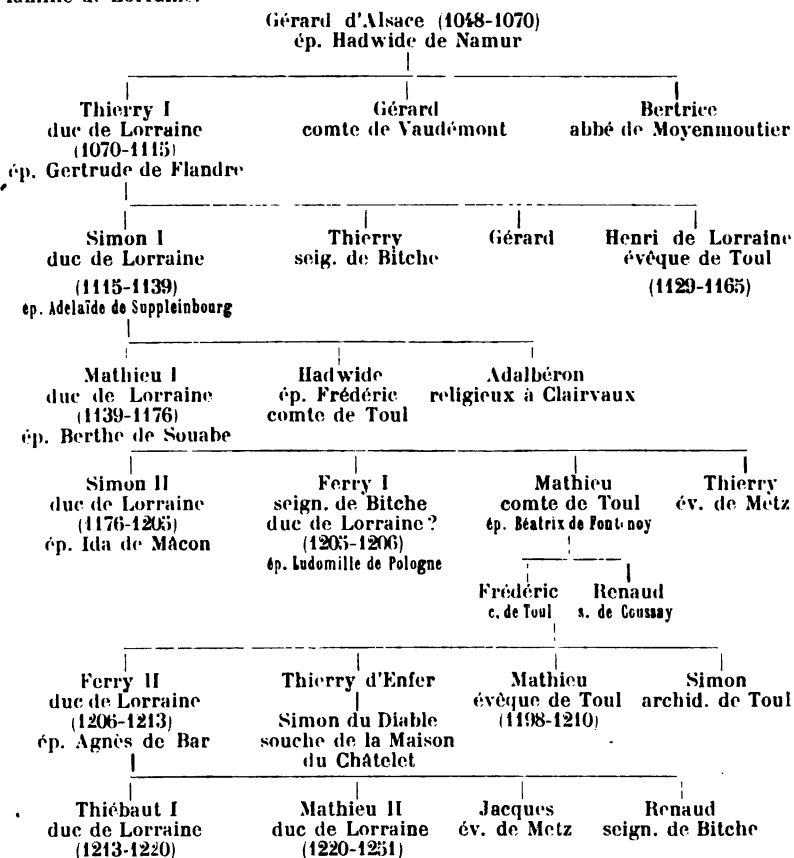 famille de Lorraine.
Gérard d'Alsace (1048-1070)
ép. Hadwide de Namur
Thierry I
duc de Lorraine
(1070-1115)
ép. Gertrude de Flandre
Gérard
comte de Vaudémont
Bertrice
abbé de Moyenmoutier
Simon I
duc de Lorraine
(1115-1139)
ép. Adelaïde de Suppleinbourg
Thierry
seig. de Bitche
Gérard
Henri de Lorraine
évêque de Toul
(1129-1165)
Mathieu I
duc de Lorraine
(1139-1176)
ép. Berthe de Souabe
Hadwide
ép. Frédéric
comte de Toul
Adalbéron
religieux à Clairvaux
Simon II
duc de Lorraine
(1176-1205)
ép. Ida de Mâcon
Ferry I
seign. de Bitche
duc de Lorraine ?
(1205-1206)
ép. Ludomille de Pologne
Mathieu
comte de Toul
ép. Béatrix de Fontenoy
Thierry
év. de Metz
Frédéric
c. de Toul
Renaud
s. de Coussay
Ferry II
duc de Lorraine
(1206-1213)
ép. Agnès de Bar
Thierry d'Enfer
Simon du Diable
souche de la Maison
du Châtelet
Mathieu
évêque de Toul
(1198-1210)
Simon
archid. de Toul
Thiébaut I
duc de Lorraine
(1213-1220)
Mathieu II
duc de Lorraine
(1220-1251)
Jacques
év. de Metz
Renaud
seign. de Bitche